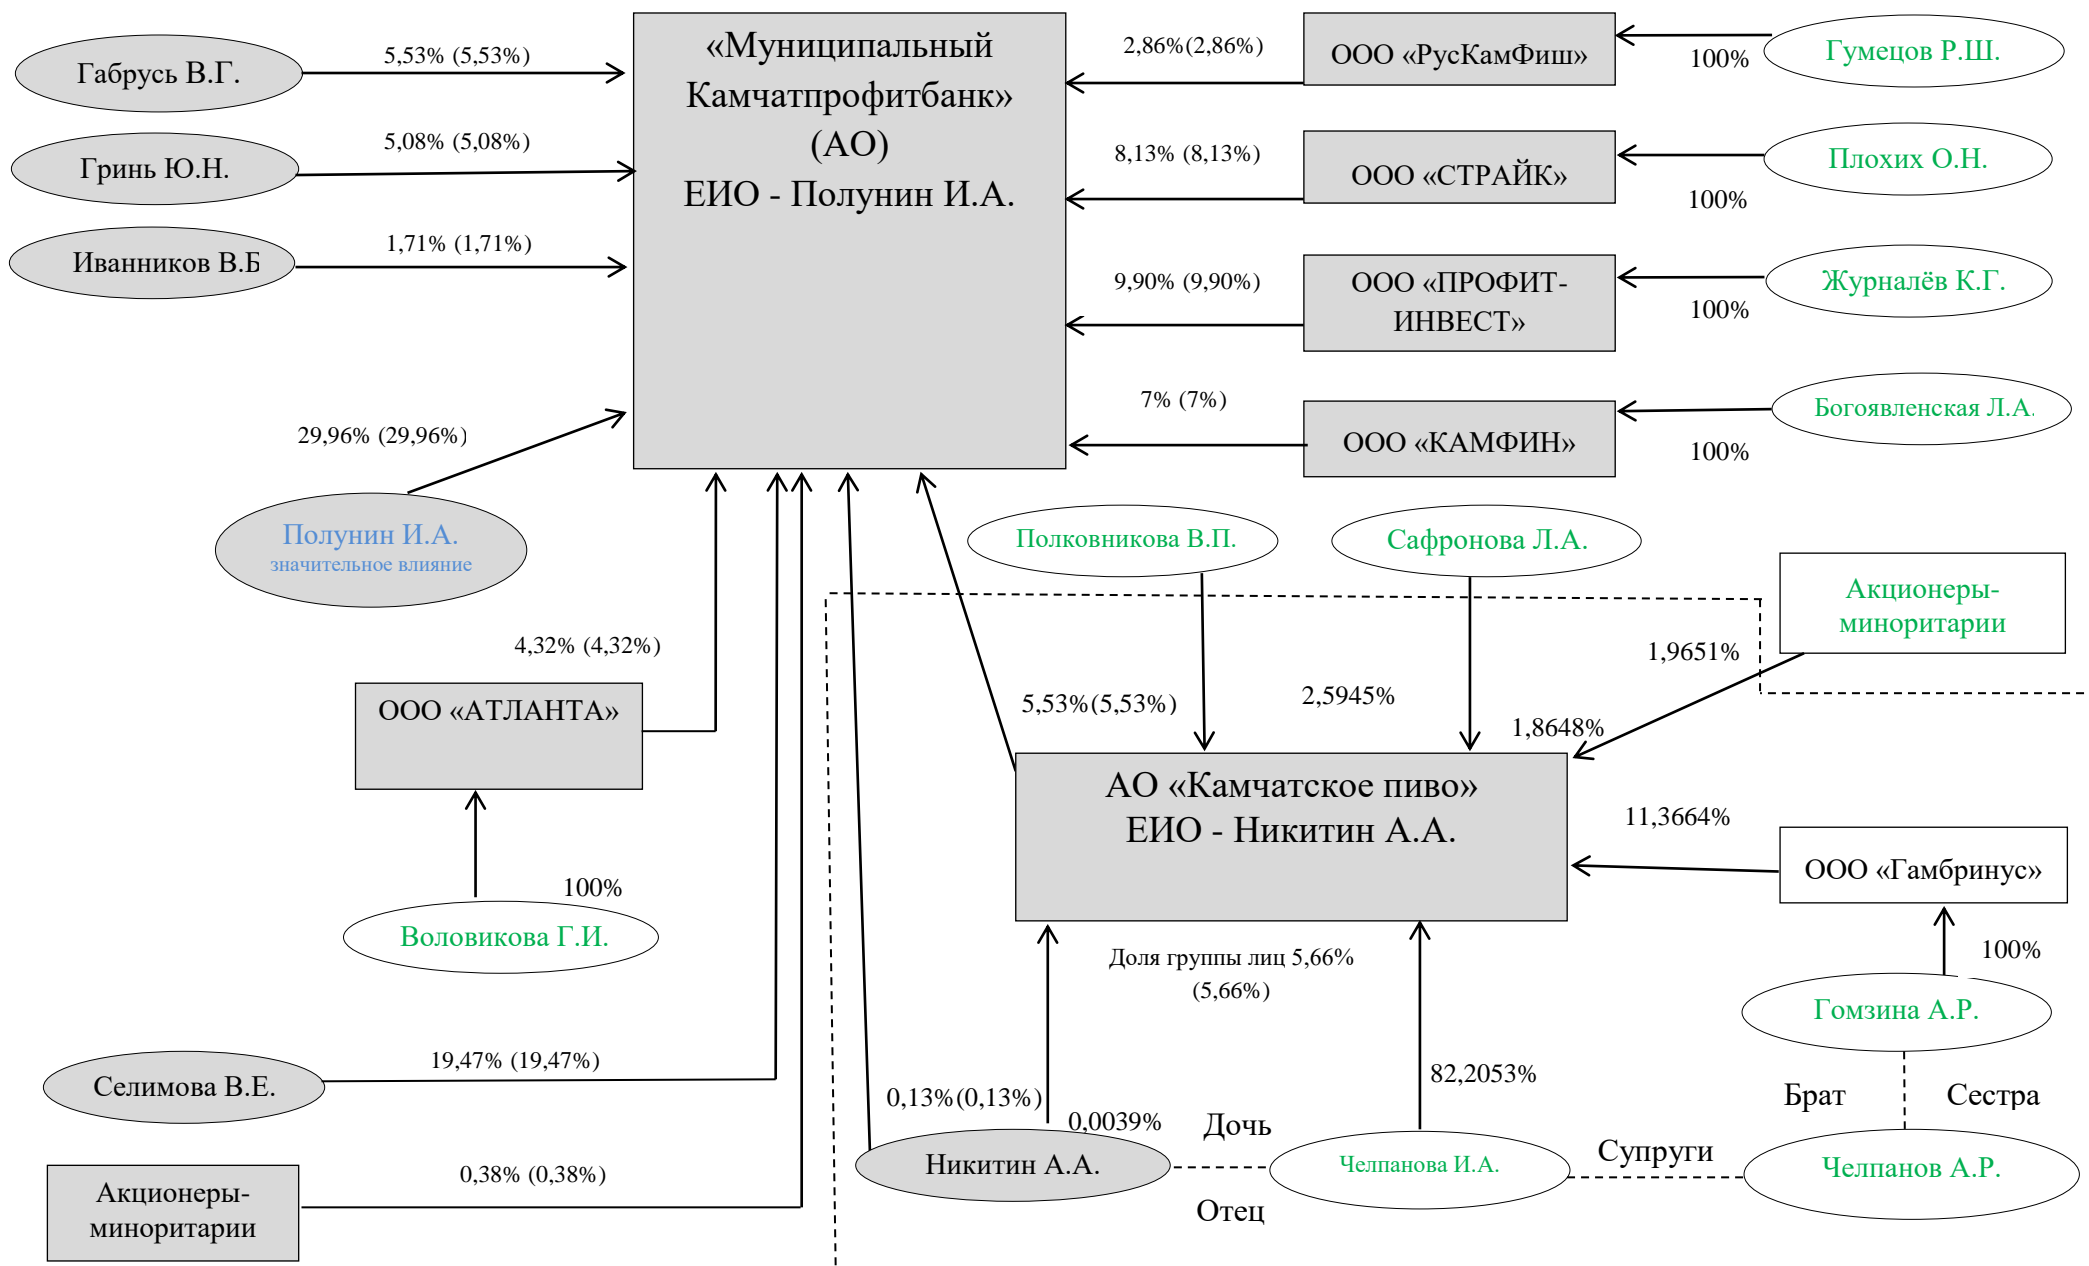 «Муниципальный
Камчатпрофитбанк»
(АО)
ЕИО - Полунин И.А.
Габрусь В.Г.
5,53% (5,53%)
Гринь Ю.Н.
5,08% (5,08%)
Иванников В.Б
1,71% (1,71%)
29,96% (29,96%)
Полунин И.А.
значительное влияние
2,86%(2,86%)
ООО «РусКамФиш»
100%
Гумецов Р.Ш.
8,13% (8,13%)
ООО «СТРАЙК»
100%
Плохих О.Н.
9,90% (9,90%)
ООО «ПРОФИТ-
ИНВЕСТ»
100%
Журналёв К.Г.
7% (7%)
ООО «КАМФИН»
100%
Богоявленская Л.А.
Полковникова В.П.
Сафронова Л.А.
Акционеры-
миноритарии
4,32% (4,32%)
ООО «АТЛАНТА»
100%
Воловикова Г.И.
5,53%(5,53%)
2,5945%
1,9651%
1,8648%
АО «Камчатское пиво»
ЕИО - Никитин А.А.
11,3664%
ООО «Гамбринус»
100%
Гомзина А.Р.
Доля группы лиц 5,66%
(5,66%)
Селимова В.Е.
19,47% (19,47%)
0,13%(0,13%)
0,0039%
82,2053%
Брат
Сестра
Дочь
Никитин А.А.
Отец
Челпанова И.А.
Супруги
Челпанов А.Р.
Акционеры-
миноритарии
0,38% (0,38%)